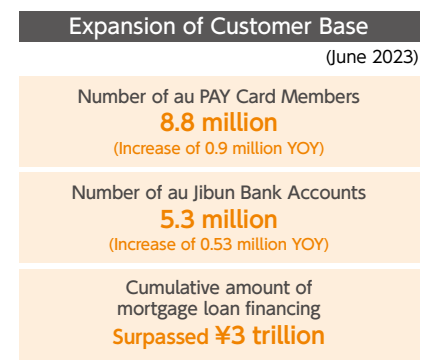 Expansion of Customer Base
(June 2023)
Number of au PAY Card Members
8.8 million
(Increase of 0.9 million YOY)
Number of au Jibun Bank Accounts
5.3 million
(Increase of 0.53 million YOY)
Cumulative amount of
mortgage loan financing
Surpassed ¥3 trillion